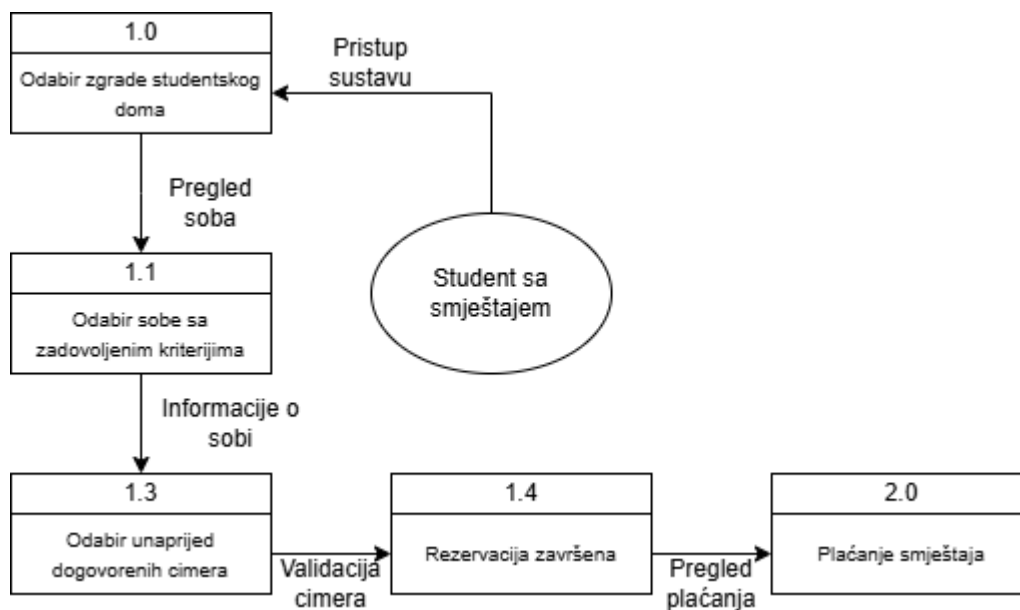 1.0
Odabir zgrade studentskog
doma
Pristup
sustavu
Pregled
soba
Student sa
smještajem
1.1
Odabir sobe sa
zadovoljenim kriterijima
Informacije o
sobi
1.3
Odabir unaprijed
dogovorenih cimera
Validacija
cimera
1.4
Rezervacija završena
Pregled
plaćanja
2.0
Plaćanje smještaja